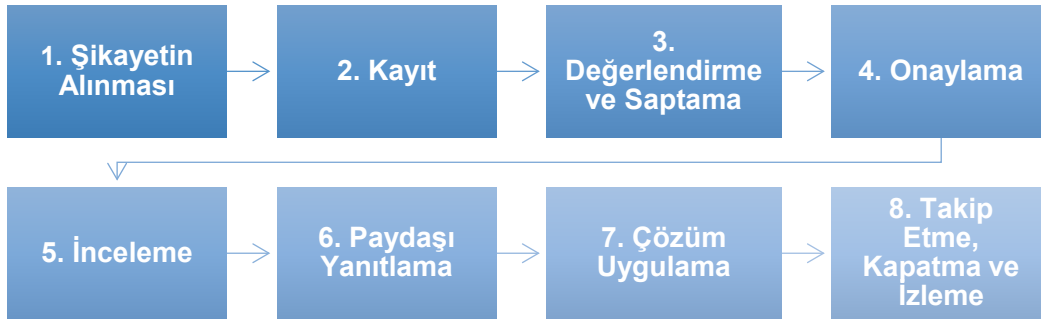 1. Şikayetin
Alınması
2. Kayıt
3.
Değerlendirme
ve Saptama
4. Onaylama
5. İnceleme
6. Paydaşı
Yanıtlama
7. Çözüm
Uygulama
8. Takip
Etme,
Kapatma ve
İzleme